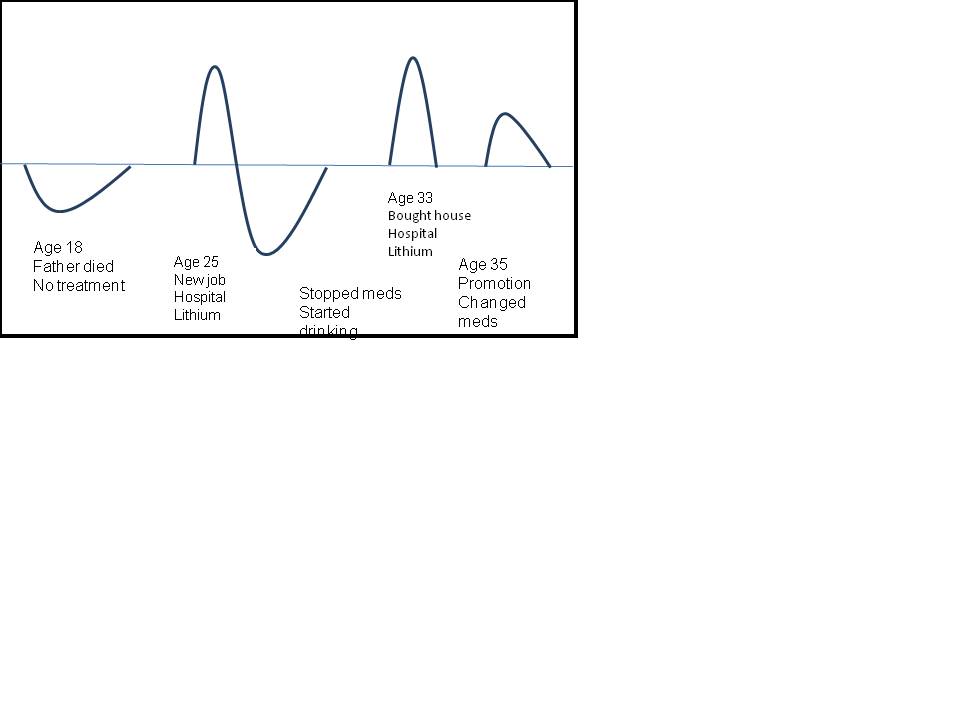 Age 18
Father died
No treatment
Age 25
New job
Hospital
Lithium
Stopped meds
Started
drinking
Age 33
Bought house
Hospital
Lithium
Age 35
Promotion
Changed
meds